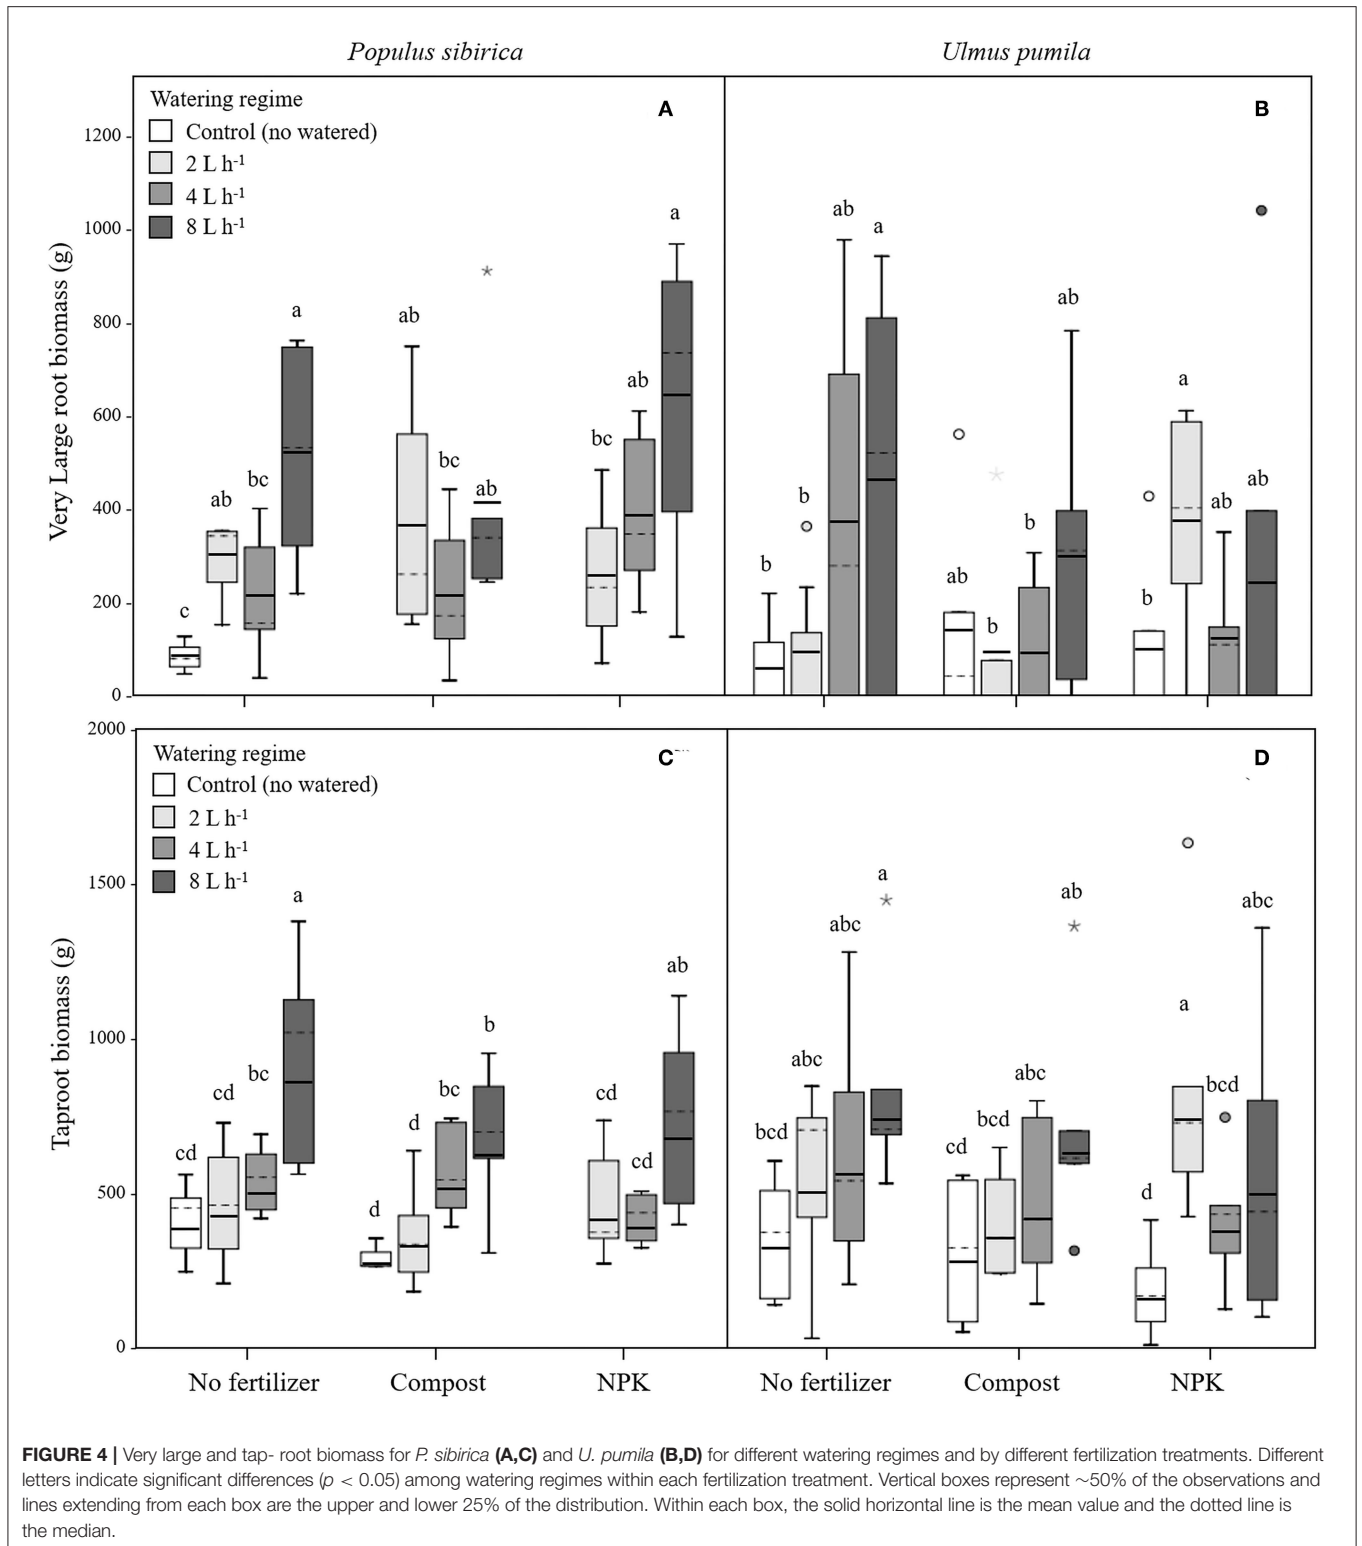 Populus sibirica
Ulmus pumila
Watering regime
Control (no watered)
2 L h-1
4 L h-1
8 L h-1
A
B
Very Large root biomass (g)
1200
1000
800
600
400
200
0
c
ab
bc
a
ab
bc
ab
bc
ab
a
b
b
ab
a
ab
b
b
ab
b
a
ab
ab
Watering regime
Control (no watered)
2 L h-1
4 L h-1
8 L h-1
C
D
Taproot biomass (g)
2000
1500
1000
500
0
cd
cd
bc
a
d
d
bc
b
cd
cd
ab
bcd
abc
abc
a
cd
bcd
abc
ab
d
a
bcd
abc
No fertilizer
Compost
NPK
No fertilizer
Compost
NPK
FIGURE 4 | Very large and tap- root biomass for P. sibirica (A,C) and U. pumila (B,D) for different watering regimes and by different fertilization treatments. Different
letters indicate significant differences (p < 0.05) among watering regimes within each fertilization treatment. Vertical boxes represent ~50% of the observations and
lines extending from each box are the upper and lower 25% of the distribution. Within each box, the solid horizontal line is the mean value and the dotted line is
the median.